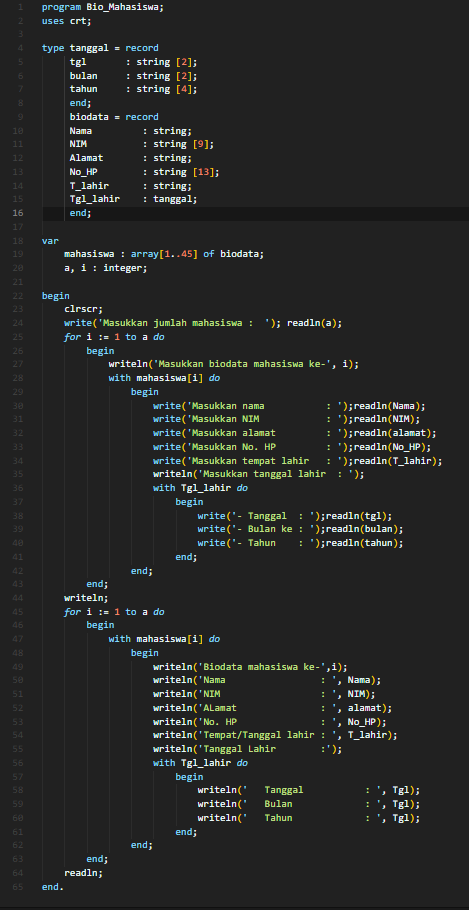 1 program Bio_Mahasiswa;
2 uses crt;
3
4 type tanggal = record
5 tgl : string [2];
6 bulan : string [2];
7 tahun : string [4];
8 end;
9 biodata = record
10 Nama : string;
11 NIM : string [9];
12 Alamat : string;
13 No_HP : string [13];
14 T_lahir : string;
15 Tgl_lahir : tanggal;
16 end;
17
18 var
19 mahasiswa : array[1..45] of biodata;
20 a, i : integer;
21
22 begin
23 clrscr;
24 write('Masukkan jumlah mahasiswa :  '); readln(a);
25 for i := 1 to a do
26 begin
27 writeln('Masukkan biodata mahasiswa ke-', i);
28 with mahasiswa[i] do
29 begin
30 write('Masukkan nama           : ');readln(Nama);
31 write('Masukkan NIM            : ');readln(NIM);
32 write('Masukkan alamat         : ');readln(alamat);
33 write('Masukkan No. HP         : ');readln(No_HP);
34 write('Masukkan tempat lahir   : ');readln(T_lahir);
35 writeln('Masukkan tanggal lahir  : ');
36 with Tgl_lahir do
37 begin
38 write('- Tanggal  : ');readln(tgl);
39 write('- Bulan ke : ');readln(bulan);
40 write('- Tahun    : ');readln(tahun);
41 end;
42 end;
43 end;
44 writeln;
45 for i := 1 to a do
46 begin
47 with mahasiswa[i] do
48 begin
49 writeln('Biodata mahasiswa ke-',i);
50 writeln('Nama                 : ', Nama);
51 writeln('NIM                  : ', NIM);
52 writeln('ALamat               : ', alamat);
53 writeln('No. HP               : ', No_HP);
54 writeln('Tempat/Tanggal lahir : ', T_lahir);
55 writeln('Tanggal Lahir        :');
56 with Tgl_lahir do
57 begin
58 writeln('   Tanggal           : ', Tgl);
59 writeln('   Bulan             : ', Tgl);
60 writeln('   Tahun             : ', Tgl);
61 end;
62 end;
63 end;
64 readln;
65 end.